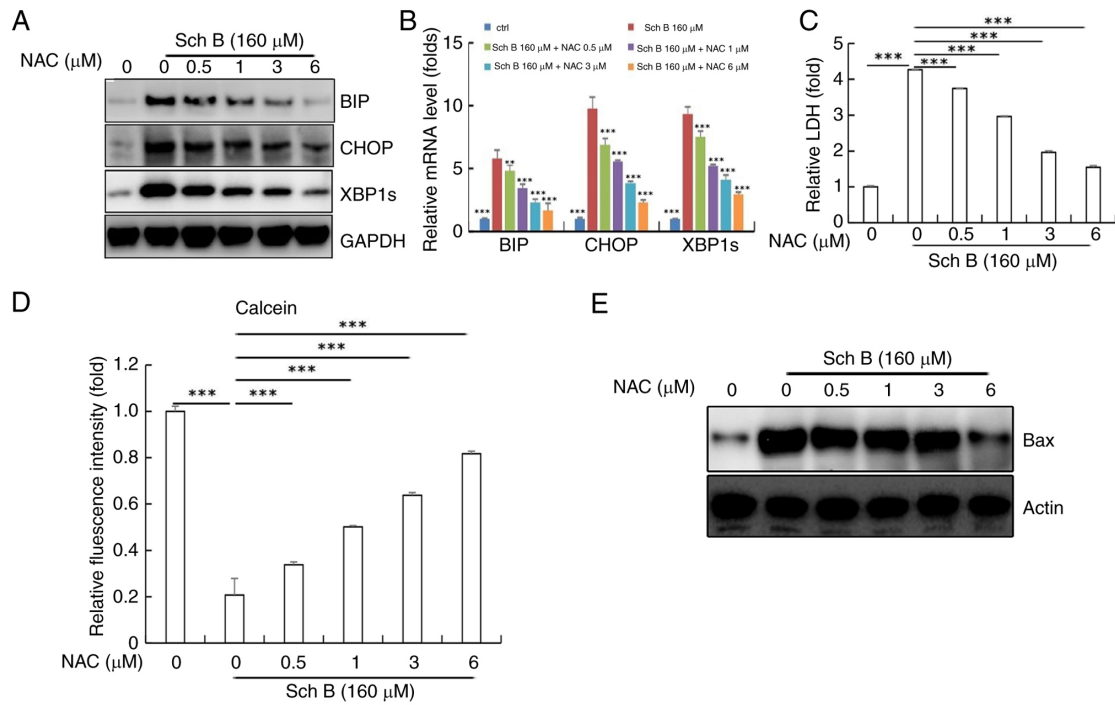 A
Sch B (160 µM)
NAC (µM) 0 0 0.5 1 3 6
BIP
CHOP
XBP1s
GAPDH
B
Relative mRNA level (folds)
15
10
5
0
ctrl
Sch B 160 µM
Sch B 160 µM + NAC 0.5 µM
Sch B 160 µM + NAC 1 µM
Sch B 160 µM + NAC 3 µM
Sch B 160 µM + NAC 6 µM
*** ** *** *** ***
*** *** *** *** ***
*** *** *** *** ***
BIP CHOP XBP1s
C
Relative LDH (fold)
5
4
3
2
1
0
***
***
***
*** ***
NAC (µM) 0 0 0.5 1 3 6
Sch B (160 µM)
D
Calcein
Relative fluescence intensity (fold)
1.2
1.0
0.8
0.6
0.4
0.2
0
***
***
***
*** ***
NAC (µM) 0 0 0.5 1 3 6
Sch B (160 µM)
E
Sch B (160 µM)
NAC (µM) 0 0 0.5 1 3 6
Bax
Actin